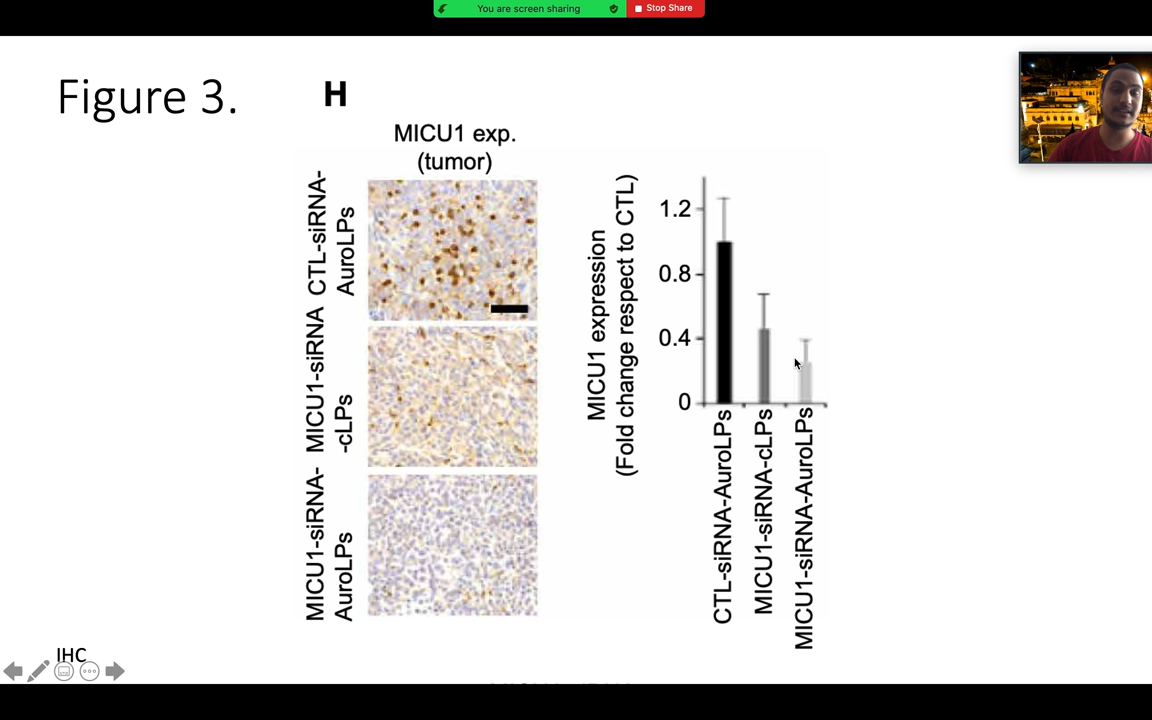 You are screen sharing
Stop Share
Figure 3.
H
MICU1 exp.
(tumor)
CTL-siRNA-
AuroLPs
MICU1-siRNA
-cLPs
MICU1-siRNA-
AuroLPs
MICU1 expression
(Fold change respect to CTL)
1.2
0.8
0.4
0
CTL-siRNA-AuroLPs
MICU1-siRNA-cLPs
MICU1-siRNA-AuroLPs
IHC